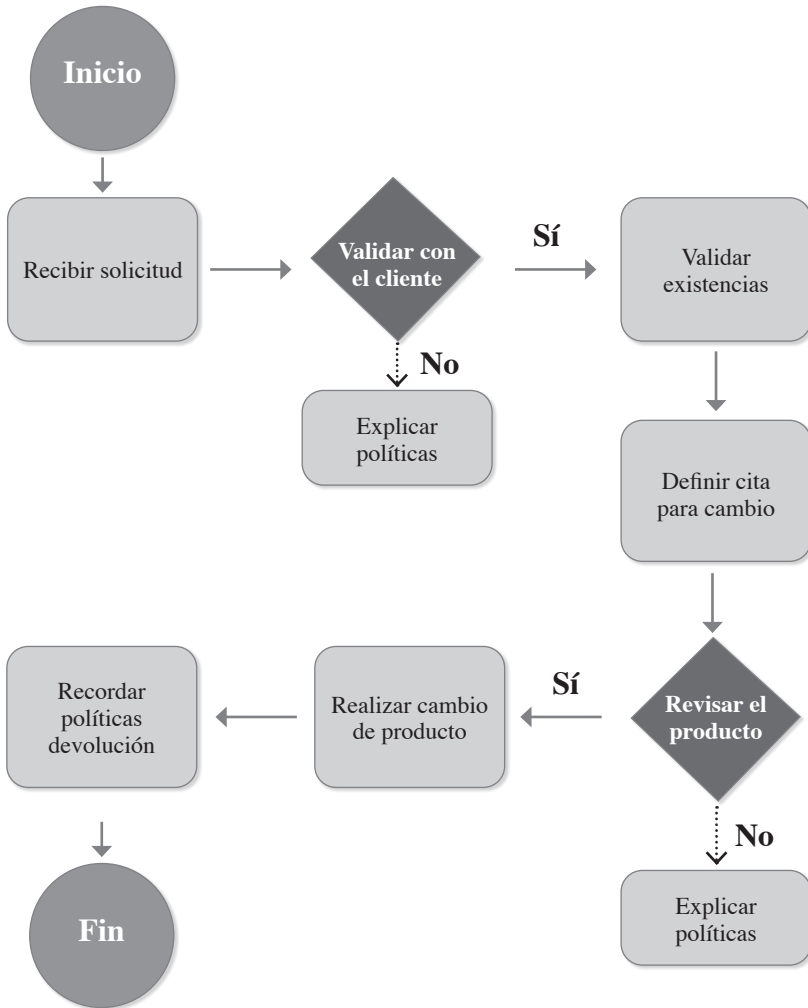 Inicio
Recibir solicitud
Validar con
el cliente
Sí
Validar
existencias
No
Explicar
políticas
Definir cita
para cambio
Revisar el
producto
Sí
Realizar cambio
de producto
Recordar
políticas
devolución
No
Explicar
políticas
Fin